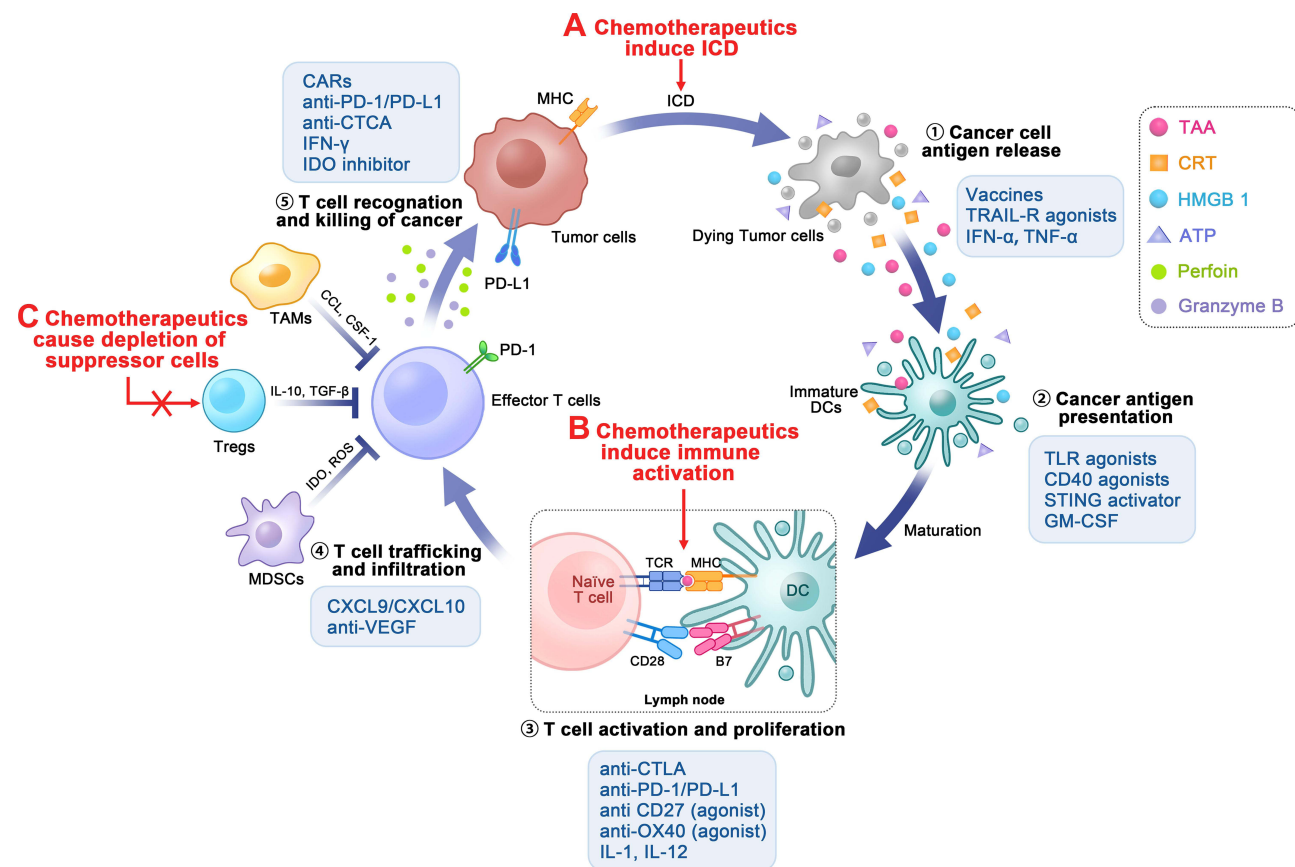 A Chemotherapeutics
induce ICD
ICD
CARs
anti-PD-1/PD-L1
anti-CTCA
IFN-γ
IDO inhibitor
⑤ T cell recognation
and killing of cancer
MHC
Tumor cells
PD-L1
① Cancer cell
antigen release
Dying Tumor cells
Vaccines
TRAIL-R agonists
IFN-α, TNF-α
TAA
CRT
HMGB 1
ATP
Perfoin
Granzyme B
Immature
DCs
② Cancer antigen
presentation
TLR agonists
CD40 agonists
STING activator
GM-CSF
Maturation
B Chemotherapeutics
induce immune
activation
Naïve
T cell
TCR
MHC
DC
CD28
B7
Lymph node
③ T cell activation and proliferation
anti-CTLA
anti-PD-1/PD-L1
anti CD27 (agonist)
anti-OX40 (agonist)
IL-1, IL-12
④ T cell trafficking
and infiltration
CXCL9/CXCL10
anti-VEGF
TAMs
CCL, CSF-1
C Chemotherapeutics
cause depletion of
suppressor cells
IL-10, TGF-β
Tregs
IDO, ROS
MDSCs
PD-1
Effector T cells